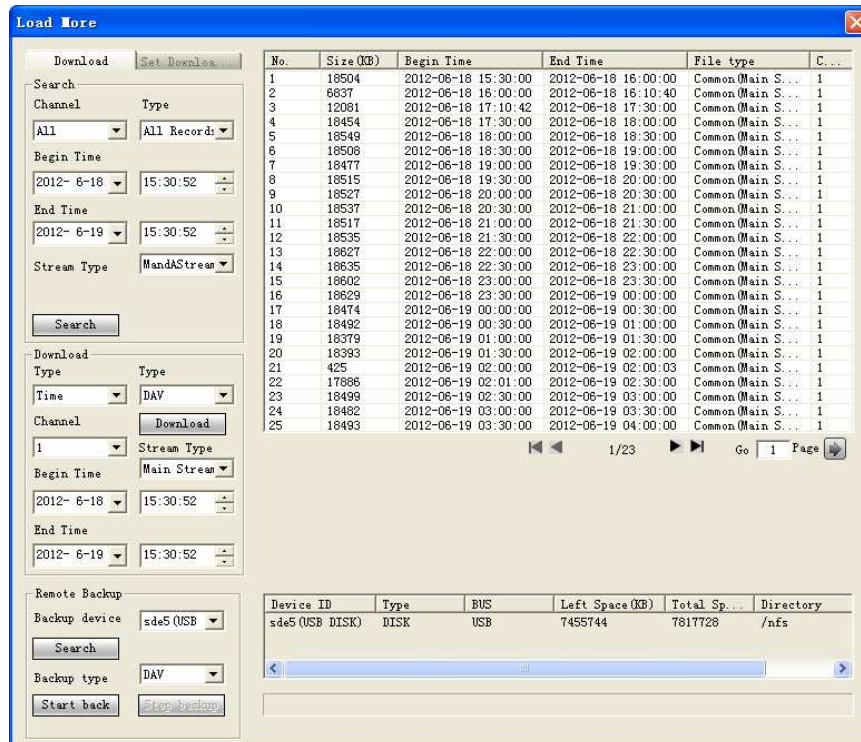 Load More
Download Set Downloa...
Search
Channel Type
All All Records
Begin Time
2012- 6-18 15:30:52
End Time
2012- 6-19 15:30:52
Stream Type MandAStream
Search
Download
Type Type
Time DAV
Channel Download
1 Stream Type
Begin Time Main Stream
2012- 6-18 15:30:52
End Time
2012- 6-19 15:30:52
Remote Backup
Backup device sde5(USB
Search
Backup type DAV
Start back Stop backup
No. Size(KB) Begin Time End Time File type C...
1 18504 2012-06-18 15:30:00 2012-06-18 16:00:00 Common(Main S... 1
2 6837 2012-06-18 16:00:00 2012-06-18 16:10:40 Common(Main S... 1
3 12081 2012-06-18 17:10:42 2012-06-18 17:30:00 Common(Main S... 1
4 18454 2012-06-18 17:30:00 2012-06-18 18:00:00 Common(Main S... 1
5 18549 2012-06-18 18:00:00 2012-06-18 18:30:00 Common(Main S... 1
6 18508 2012-06-18 18:30:00 2012-06-18 19:00:00 Common(Main S... 1
7 18477 2012-06-18 19:00:00 2012-06-18 19:30:00 Common(Main S... 1
8 18515 2012-06-18 19:30:00 2012-06-18 20:00:00 Common(Main S... 1
9 18527 2012-06-18 20:00:00 2012-06-18 20:30:00 Common(Main S... 1
10 18537 2012-06-18 20:30:00 2012-06-18 21:00:00 Common(Main S... 1
11 18517 2012-06-18 21:00:00 2012-06-18 21:30:00 Common(Main S... 1
12 18535 2012-06-18 21:30:00 2012-06-18 22:00:00 Common(Main S... 1
13 18627 2012-06-18 22:00:00 2012-06-18 22:30:00 Common(Main S... 1
14 18635 2012-06-18 22:30:00 2012-06-18 23:00:00 Common(Main S... 1
15 18602 2012-06-18 23:00:00 2012-06-18 23:30:00 Common(Main S... 1
16 18629 2012-06-18 23:30:00 2012-06-19 00:00:00 Common(Main S... 1
17 18474 2012-06-19 00:00:00 2012-06-19 00:30:00 Common(Main S... 1
18 18492 2012-06-19 00:30:00 2012-06-19 01:00:00 Common(Main S... 1
19 18379 2012-06-19 01:00:00 2012-06-19 01:30:00 Common(Main S... 1
20 18393 2012-06-19 01:30:00 2012-06-19 02:00:00 Common(Main S... 1
21 425 2012-06-19 02:00:00 2012-06-19 02:00:03 Common(Main S... 1
22 17886 2012-06-19 02:01:00 2012-06-19 02:30:00 Common(Main S... 1
23 18499 2012-06-19 02:30:00 2012-06-19 03:00:00 Common(Main S... 1
24 18482 2012-06-19 03:00:00 2012-06-19 03:30:00 Common(Main S... 1
25 18493 2012-06-19 03:30:00 2012-06-19 04:00:00 Common(Main S... 1
1/23 Go 1 Page
Device ID Type BUS Left Space(KB) Total Sp... Directory
sde5(USB DISK) DISK USB 7455744 7817728 /nfs